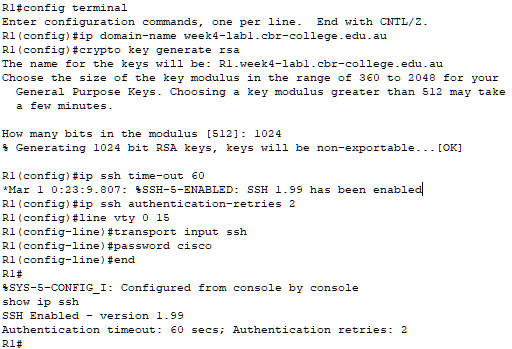 R1#config terminal
Enter configuration commands, one per line.  End with CNTL/Z.
R1(config)#ip domain-name week4-lab1.cbr-college.edu.au
R1(config)#crypto key generate rsa
The name for the keys will be: R1.week4-lab1.cbr-college.edu.au
Choose the size of the key modulus in the range of 360 to 2048 for your
  General Purpose Keys. Choosing a key modulus greater than 512 may take
  a few minutes.

How many bits in the modulus [512]: 1024
% Generating 1024 bit RSA keys, keys will be non-exportable...[OK]

R1(config)#ip ssh time-out 60
*Mar 1 0:23:9.807: %SSH-5-ENABLED: SSH 1.99 has been enabled
R1(config)#ip ssh authentication-retries 2
R1(config)#line vty 0 15
R1(config-line)#transport input ssh
R1(config-line)#password cisco
R1(config-line)#end
R1#
%SYS-5-CONFIG_I: Configured from console by console
show ip ssh
SSH Enabled - version 1.99
Authentication timeout: 60 secs; Authentication retries: 2
R1#